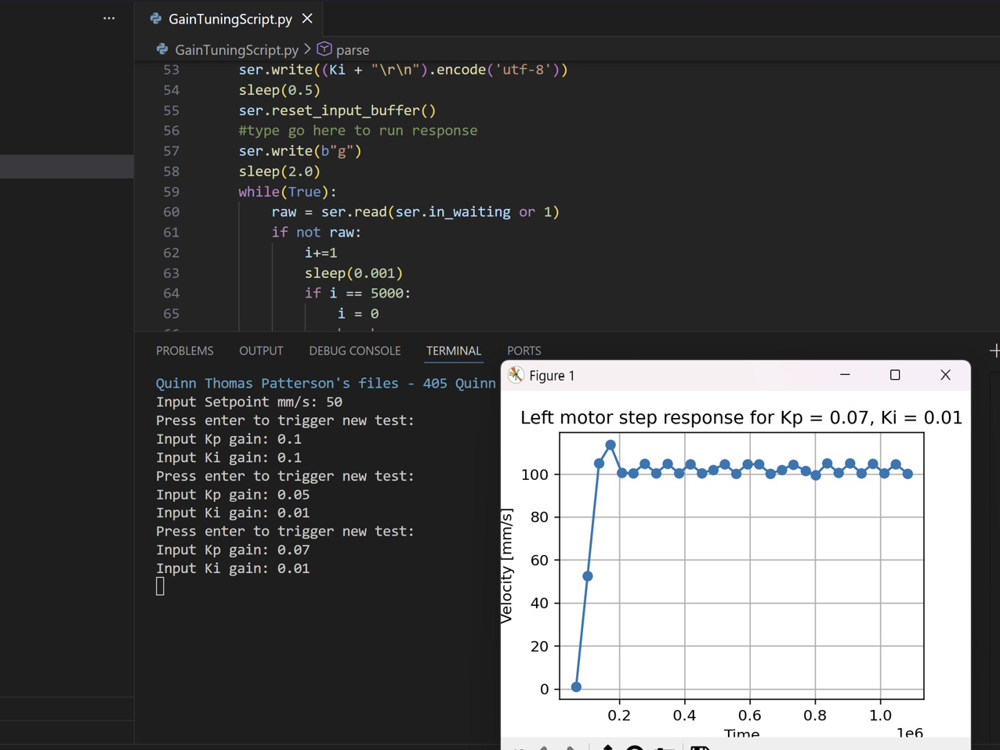 ...
GainTuningScript.py
GainTuningScript.py > parse
53 ser.write((Ki + "\r\n").encode('utf-8'))
54 sleep(0.5)
55 ser.reset_input_buffer()
56 #type go here to run response
57 ser.write(b"g")
58 sleep(2.0)
59 while(True):
60 raw = ser.read(ser.in_waiting or 1)
61 if not raw:
62 i+=1
63 sleep(0.001)
64 if i == 5000:
65 i = 0
PROBLEMS OUTPUT DEBUG CONSOLE TERMINAL PORTS
Quinn Thomas Patterson's files - 405 Quinn
Input Setpoint mm/s: 50
Press enter to trigger new test:
Input Kp gain: 0.1
Input Ki gain: 0.1
Press enter to trigger new test:
Input Kp gain: 0.05
Input Ki gain: 0.01
Press enter to trigger new test:
Input Kp gain: 0.07
Input Ki gain: 0.01
Figure 1
Left motor step response for Kp = 0.07, Ki = 0.01
Velocity [mm/s]
100
80
60
40
20
0
0.2 0.4 0.6 0.8 1.0
Time
1e6